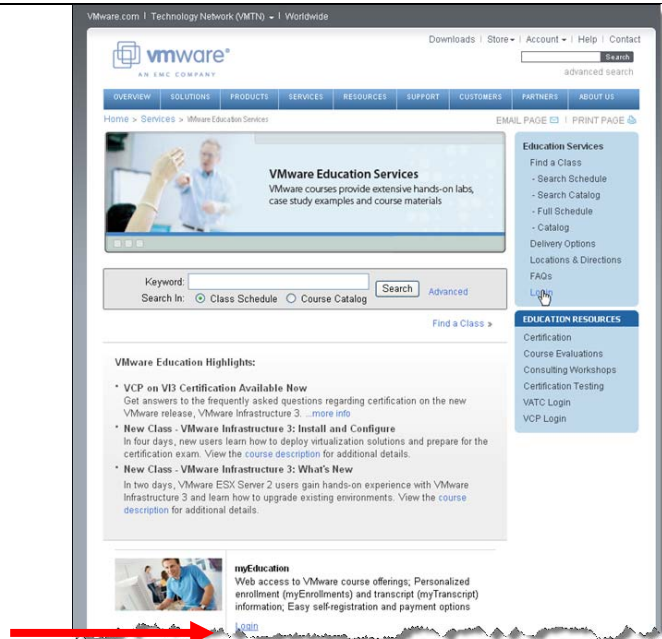 VMware.com | Technology Network (VMTN) | Worldwide
Downloads | Store | Account | Help | Contact
vmware®
AN EMC COMPANY
Search
advanced search
OVERVIEW SOLUTIONS PRODUCTS SERVICES RESOURCES SUPPORT CUSTOMERS PARTNERS ABOUT US
Home > Services > VMware Education Services
EMAIL PAGE | PRINT PAGE
VMware Education Services
VMware courses provide extensive hands-on labs,
case study examples and course materials
Keyword:
Search
Advanced
Search In: Class Schedule Course Catalog
Find a Class »
VMware Education Highlights:
* VCP on VI3 Certification Available Now
Get answers to the frequently asked questions regarding certification on the new
VMware release, VMware Infrastructure 3. ...more info
* New Class - VMware Infrastructure 3: Install and Configure
In four days, new users learn how to deploy virtualization solutions and prepare for the
certification exam. View the course description for additional details.
* New Class - VMware Infrastructure 3: What's New
In two days, VMware ESX Server 2 users gain hands-on experience with VMware
Infrastructure 3 and learn how to upgrade existing environments. View the course
description for additional details.
myEducation
Web access to VMware course offerings; Personalized
enrollment (myEnrollments) and transcript (myTranscript)
information; Easy self-registration and payment options
Login
Education Services
Find a Class
- Search Schedule
- Search Catalog
- Full Schedule
- Catalog
Delivery Options
Locations & Directions
FAQs
Login
EDUCATION RESOURCES
Certification
Course Evaluations
Consulting Workshops
Certification Testing
VATC Login
VCP Login